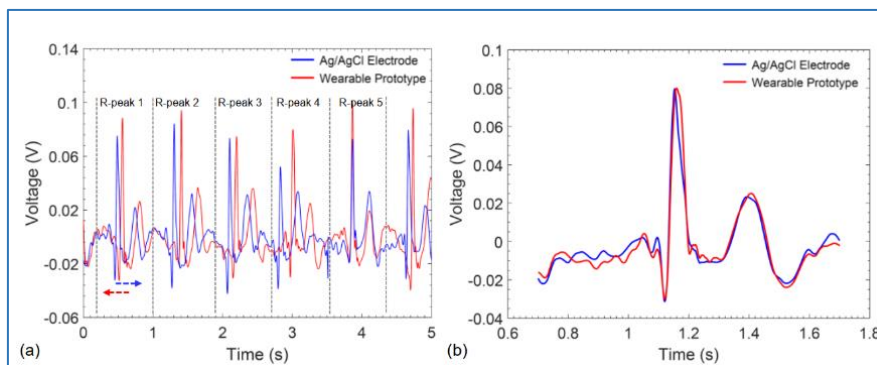 0.14
0.1
0.06
0.02
-0.02
-0.06
Voltage (V)
Ag/AgCl Electrode
Wearable Prototype
R-peak 1 R-peak 2 R-peak 3 R-peak 4 R-peak 5
0 1 2 3 4 5
Time (s)
(a)
0.1
0.08
0.06
0.04
0.02
0
-0.02
-0.04
Voltage (V)
Ag/AgCl Electrode
Wearable Prototype
0.6 0.8 1 1.2 1.4 1.6 1.8
Time (s)
(b)